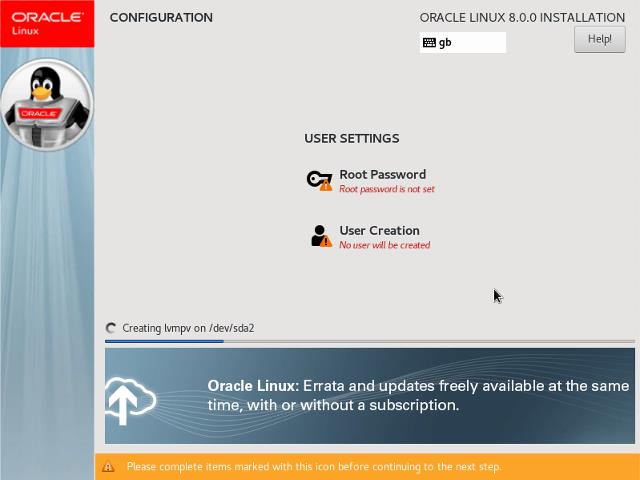 ORACLE
Linux
ORACLE
CONFIGURATION
ORACLE LINUX 8.0.0 INSTALLATION
gb
Help!
USER SETTINGS
Root Password
Root password is not set
User Creation
No user will be created
Creating lvmpv on /dev/sda2
Oracle Linux: Errata and updates freely available at the same
time, with or without a subscription.
Please complete items marked with this icon before continuing to the next step.